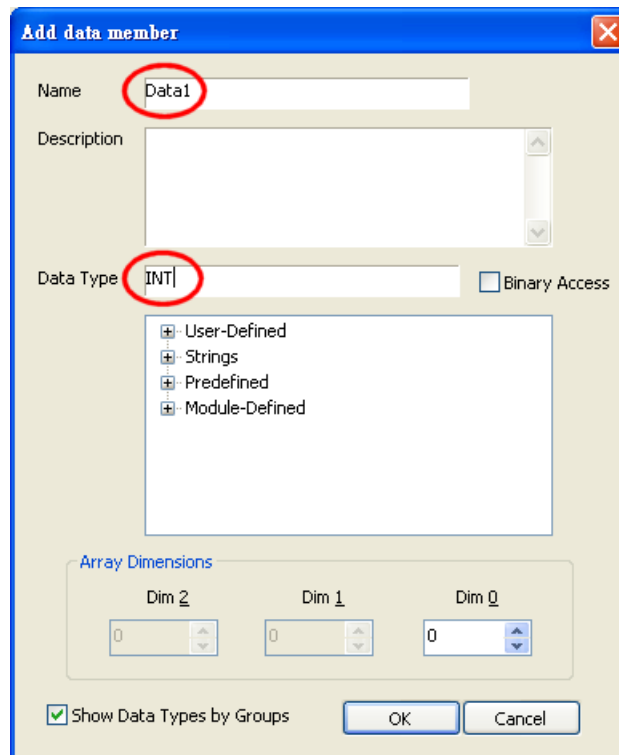 Add data member
Name Data1
Description
Data Type INT Binary Access
User-Defined
Strings
Predefined
Module-Defined
Array Dimensions
Dim 2 Dim 1 Dim 0
0 0 0
Show Data Types by Groups OK Cancel